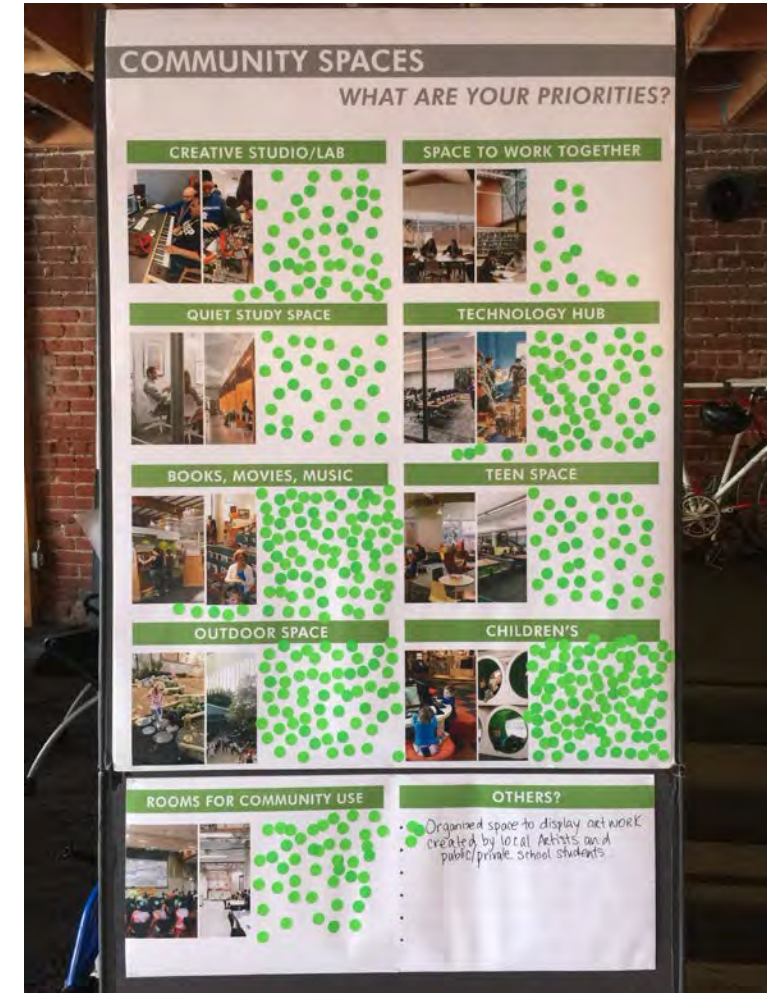 COMMUNITY SPACES
WHAT ARE YOUR PRIORITIES?
CREATIVE STUDIO/LAB
SPACE TO WORK TOGETHER
QUIET STUDY SPACE
TECHNOLOGY HUB
BOOKS, MOVIES, MUSIC
TEEN SPACE
OUTDOOR SPACE
CHILDREN'S
ROOMS FOR COMMUNITY USE
OTHERS?
Organized space to display art work
created by local Artists and
public/private school students